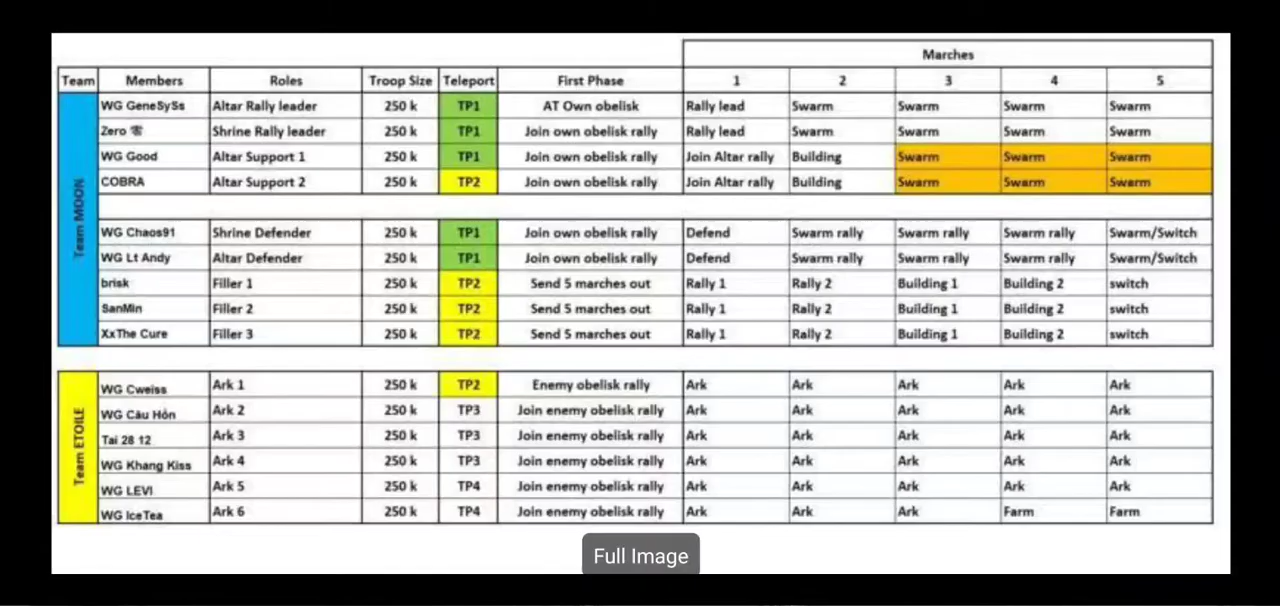 Marches
Team Members Roles Troop Size Teleport First Phase 1 2 3 4 5
Team MOON
WG GeneSySs Altar Rally leader 250 k TP1 AT Own obelisk Rally lead Swarm Swarm Swarm Swarm
Zero 零 Shrine Rally leader 250 k TP1 Join own obelisk rally Rally lead Swarm Swarm Swarm Swarm
WG Good Altar Support 1 250 k TP1 Join own obelisk rally Join Altar rally Building Swarm Swarm Swarm
COBRA Altar Support 2 250 k TP2 Join own obelisk rally Join Altar rally Building Swarm Swarm Swarm
WG Chaos91 Shrine Defender 250 k TP1 Join own obelisk rally Defend Swarm rally Swarm rally Swarm rally Swarm/Switch
WG Lt Andy Altar Defender 250 k TP1 Join own obelisk rally Defend Swarm rally Swarm rally Swarm rally Swarm/Switch
brisk Filler 1 250 k TP2 Send 5 marches out Rally 1 Rally 2 Building 1 Building 2 switch
SanMin Filler 2 250 k TP2 Send 5 marches out Rally 1 Rally 2 Building 1 Building 2 switch
XxThe Cure Filler 3 250 k TP2 Send 5 marches out Rally 1 Rally 2 Building 1 Building 2 switch
Team ETOILE
WG Cweiss Ark 1 250 k TP2 Enemy obelisk rally Ark Ark Ark Ark Ark
WG Câu Hôn Ark 2 250 k TP3 Join enemy obelisk rally Ark Ark Ark Ark Ark
Tai 28 12 Ark 3 250 k TP3 Join enemy obelisk rally Ark Ark Ark Ark Ark
WG Khang Kiss Ark 4 250 k TP3 Join enemy obelisk rally Ark Ark Ark Ark Ark
WG LEVI Ark 5 250 k TP4 Join enemy obelisk rally Ark Ark Ark Ark Ark
WG IceTea Ark 6 250 k TP4 Join enemy obelisk rally Ark Ark Ark Farm Farm
Full Image